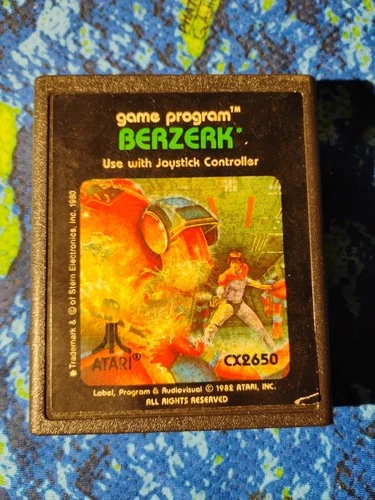 game program™
BERZERK*
Use with Joystick Controller
* Trademark & © of Stern Electronics, Inc. 1980
ATARI®
CX2650
Label, Program & Audiovisual © 1982 ATARI, INC.
ALL RIGHTS RESERVED